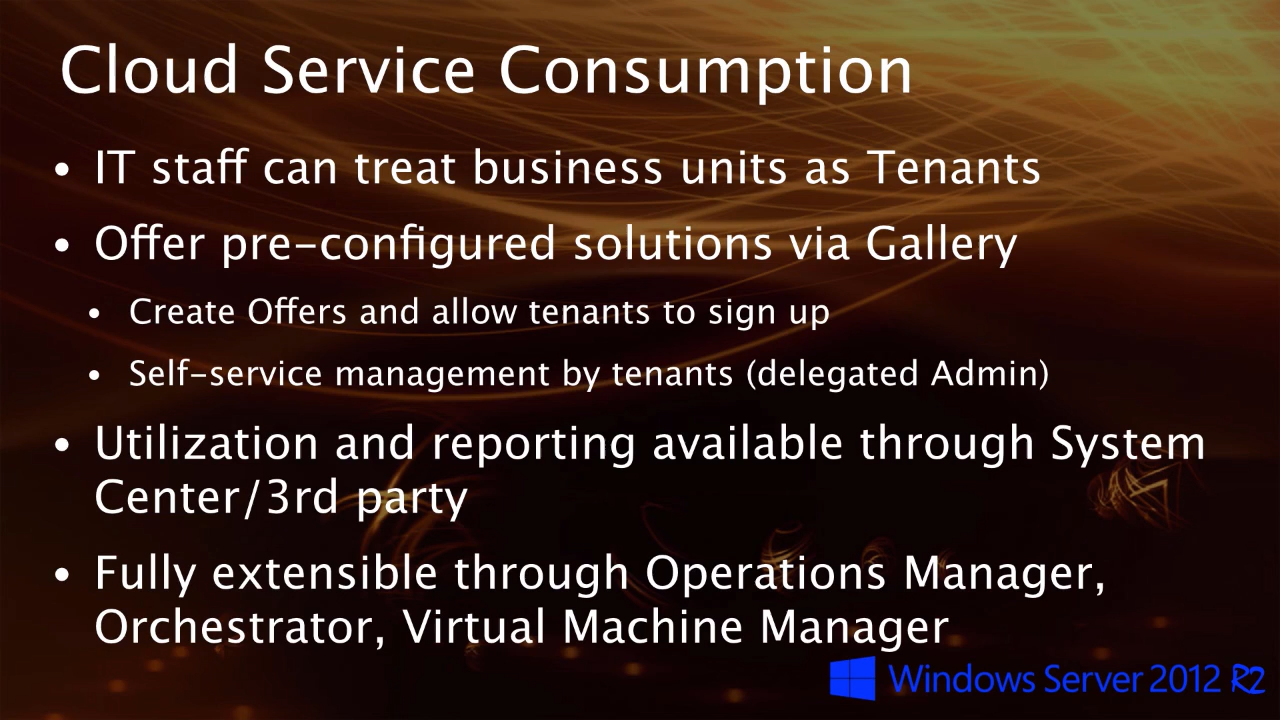 Cloud Service Consumption
• IT staff can treat business units as Tenants
• Offer pre-configured solutions via Gallery
• Create Offers and allow tenants to sign up
• Self-service management by tenants (delegated Admin)
• Utilization and reporting available through System
Center/3rd party
• Fully extensible through Operations Manager,
Orchestrator, Virtual Machine Manager
Windows Server 2012 R2